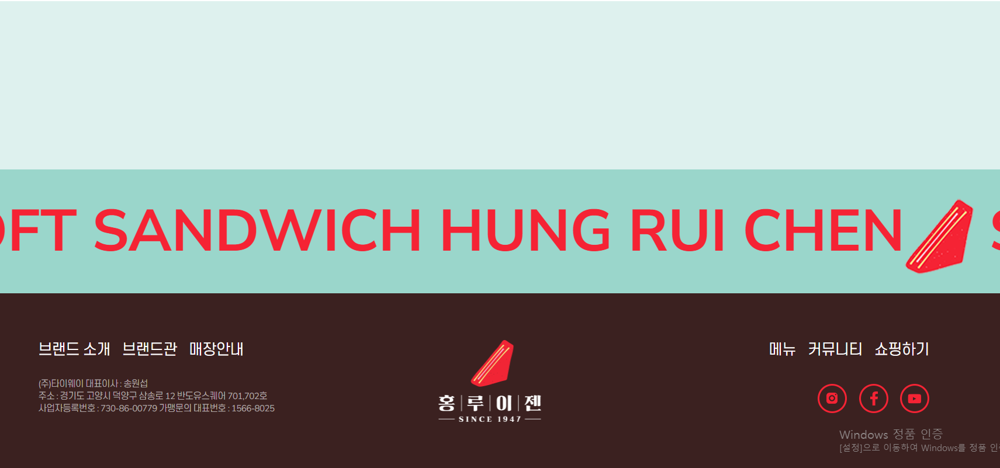 OFT SANDWICH HUNG RUI CHEN S
브랜드 소개 브랜드관 매장안내
(주)타이웨이 대표이사 : 송원섭
주소 : 경기도 고양시 덕양구 삼송로 12 반도유스퀘어 701,702호
사업자등록번호 : 730-86-00779 가맹문의 대표번호 : 1566-8025
홍루이젠
SINCE 1947
메뉴 커뮤니티 쇼핑하기
Windows 정품 인증
[설정]으로 이동하여 Windows를 정품 인